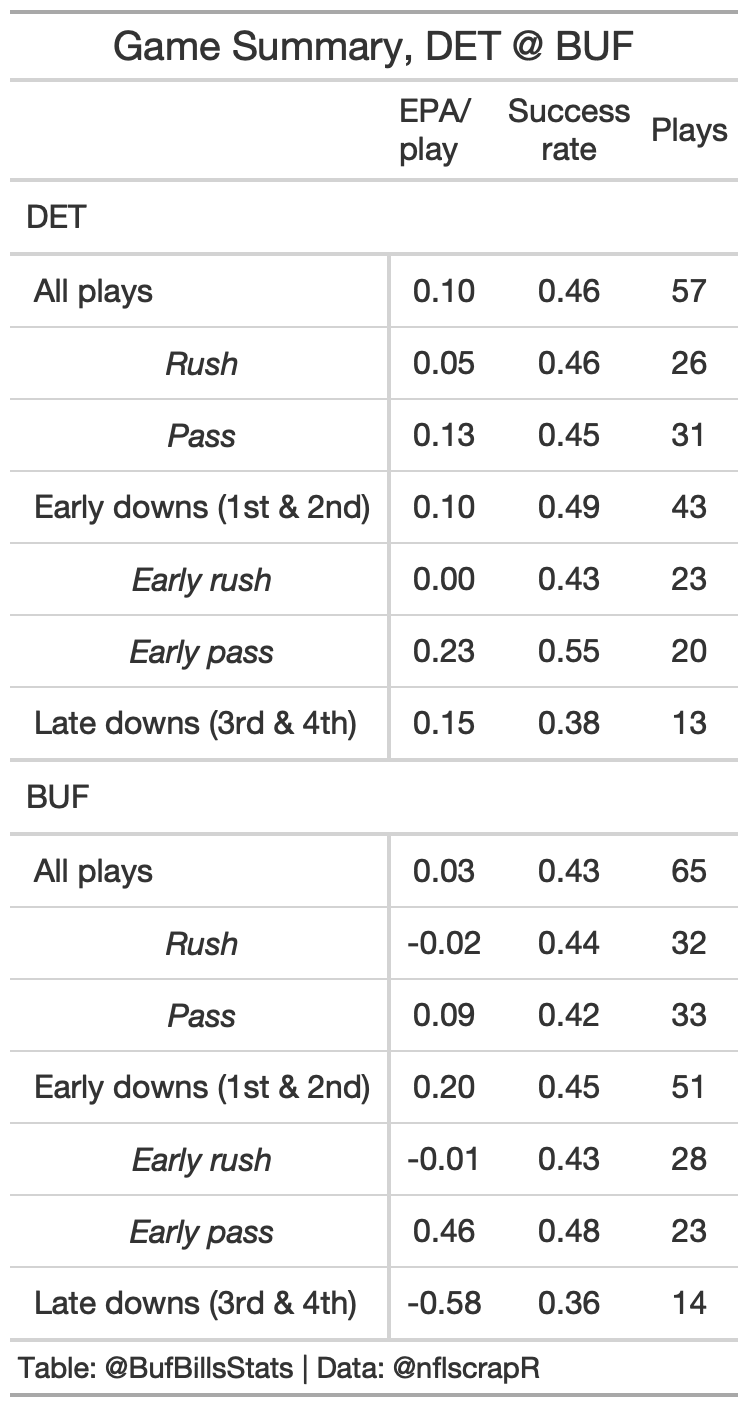 Game Summary, DET @ BUF
EPA/ play Success rate Plays
DET
All plays 0.10 0.46 57
Rush 0.05 0.46 26
Pass 0.13 0.45 31
Early downs (1st & 2nd) 0.10 0.49 43
Early rush 0.00 0.43 23
Early pass 0.23 0.55 20
Late downs (3rd & 4th) 0.15 0.38 13
BUF
All plays 0.03 0.43 65
Rush -0.02 0.44 32
Pass 0.09 0.42 33
Early downs (1st & 2nd) 0.20 0.45 51
Early rush -0.01 0.43 28
Early pass 0.46 0.48 23
Late downs (3rd & 4th) -0.58 0.36 14
Table: @BufBillsStats | Data: @nflscrapR